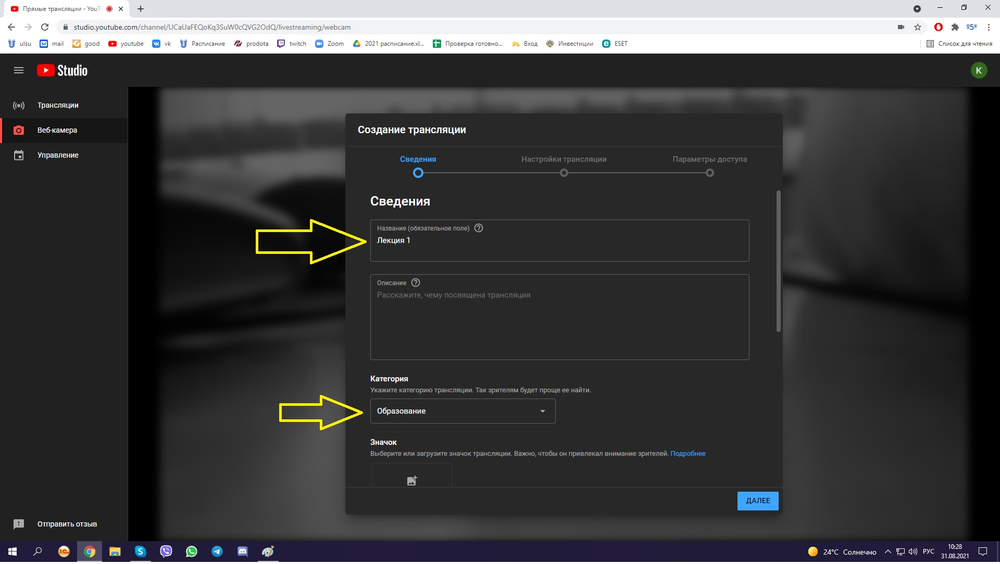 Прямые трансляции - YouT
studio.youtube.com/channel/UCaUaFEQoKq3SuW0cQVG2OdQ/livestreaming/webcam
25
ulsu
mail
good
youtube
vk
Расписание
prodota
twitch
Zoom
2021 расписание.xl...
Проверка готовно...
Вход
Инвестиции
ESET
Список для чтения
Studio
K
Трансляции
Веб-камера
Управление
Создание трансляции
Сведения
Настройки трансляции
Параметры доступа
Сведения
Название (обязательное поле)
Лекция 1
Описание
Расскажите, чему посвящена трансляция
Категория
Укажите категорию трансляции. Так зрителям будет проще ее найти.
Образование
Значок
Выберите или загрузите значок трансляции. Важно, чтобы он привлекал внимание зрителей. Подробнее
ДАЛЕЕ
Отправить отзыв
24°C Солнечно
РУС
10:28
31.08.2021